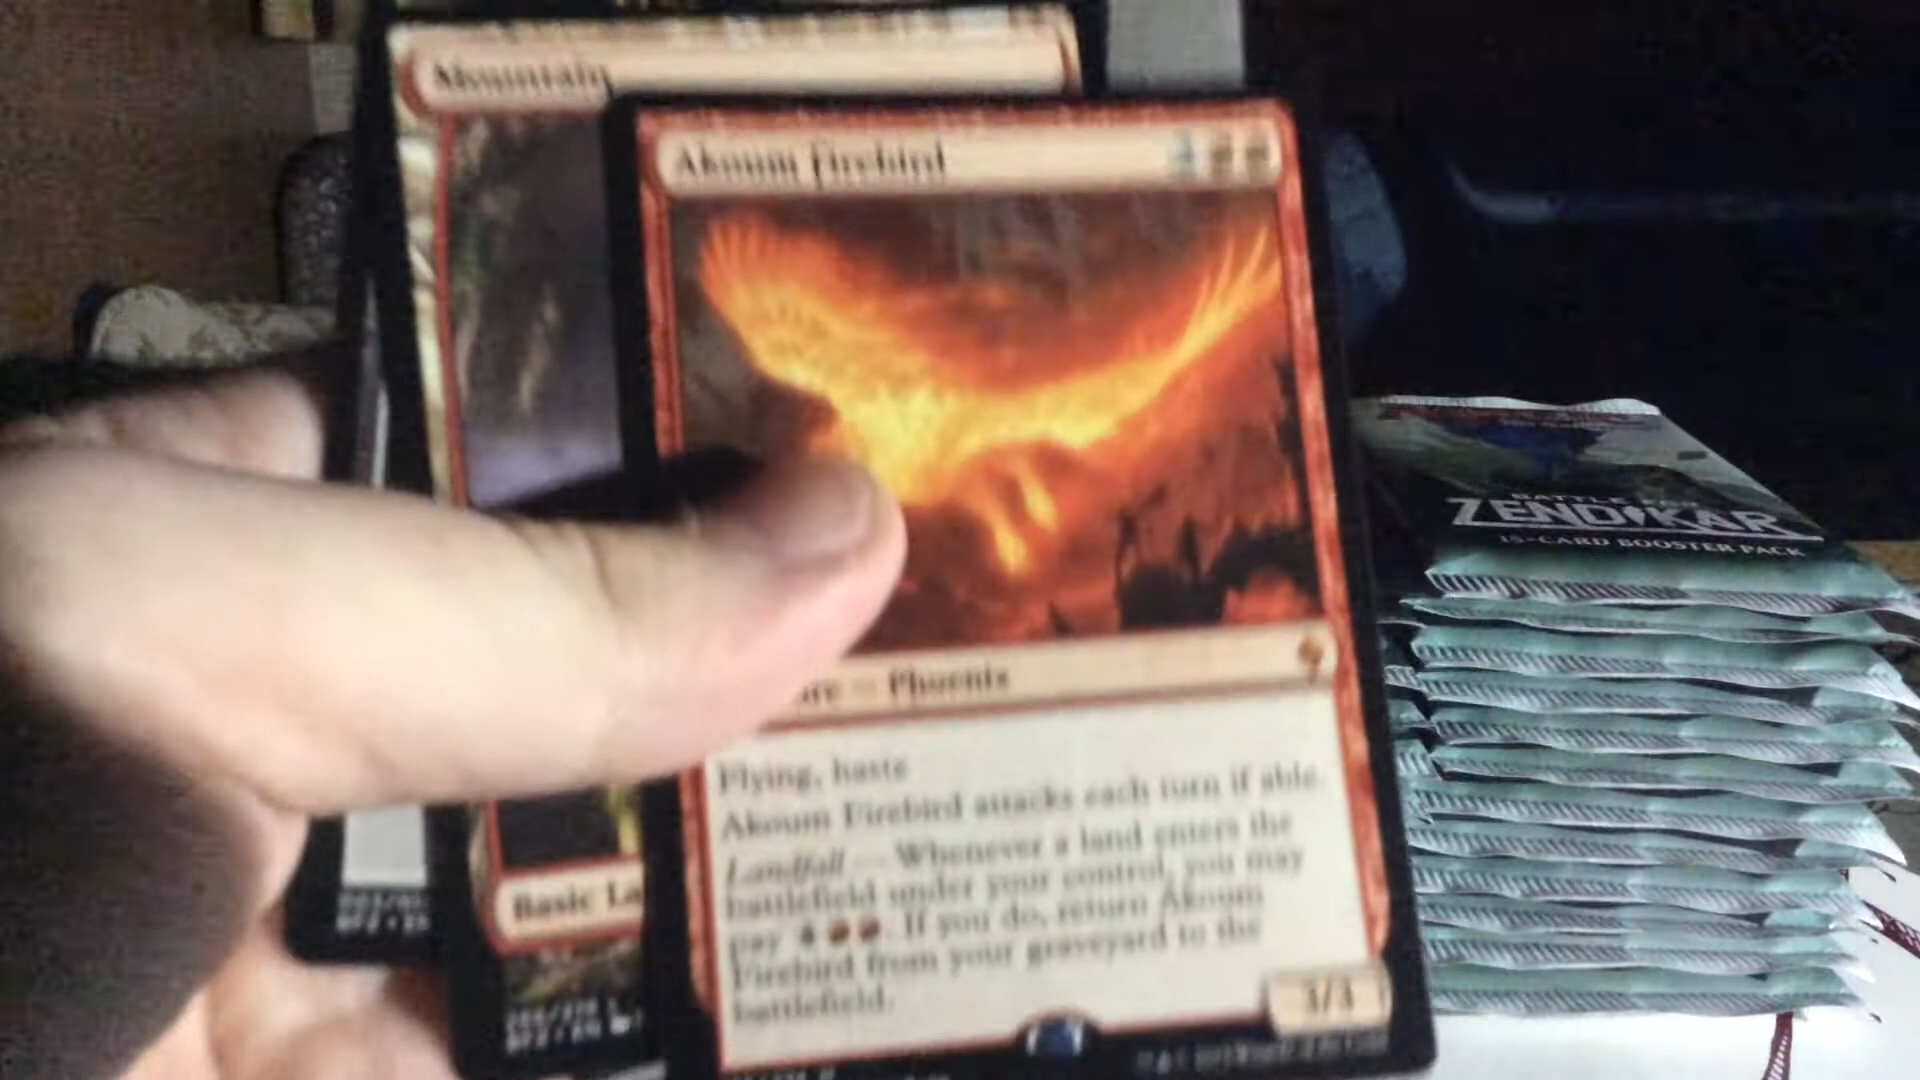 Mountain
Akoum Firebird
ure — Phoenix
Flying, haste
Akoum Firebird attacks each turn if able.
Landfall — Whenever a land enters the
battlefield under your control, you may
pay 4. If you do, return Akoum
Firebird from your graveyard to the
battlefield.
3/3
Basic La
BATTLE FOR
ZENDIKAR
15-CARD BOOSTER PACK